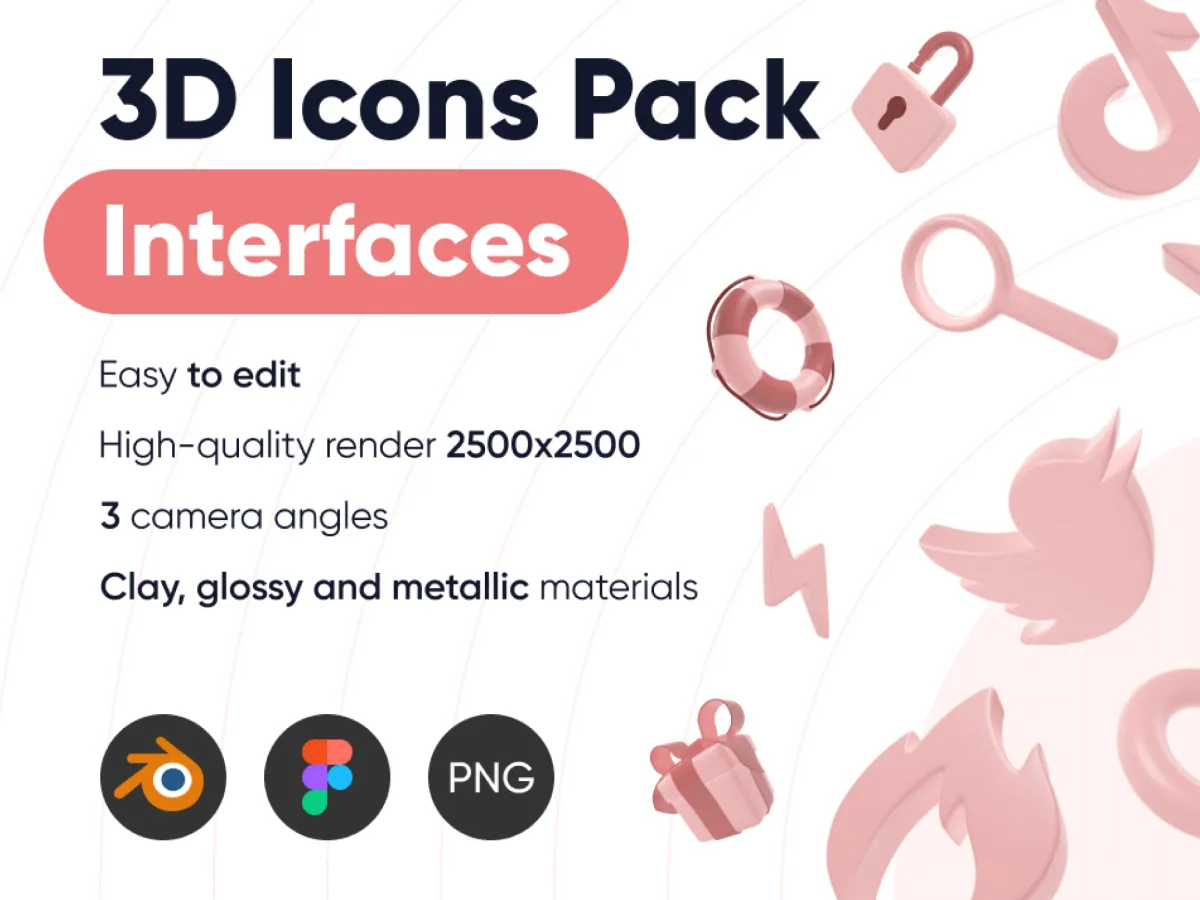 3D Icons Pack
Interfaces
Easy to edit
High-quality render 2500x2500
3 camera angles
Clay, glossy and metallic materials
PNG